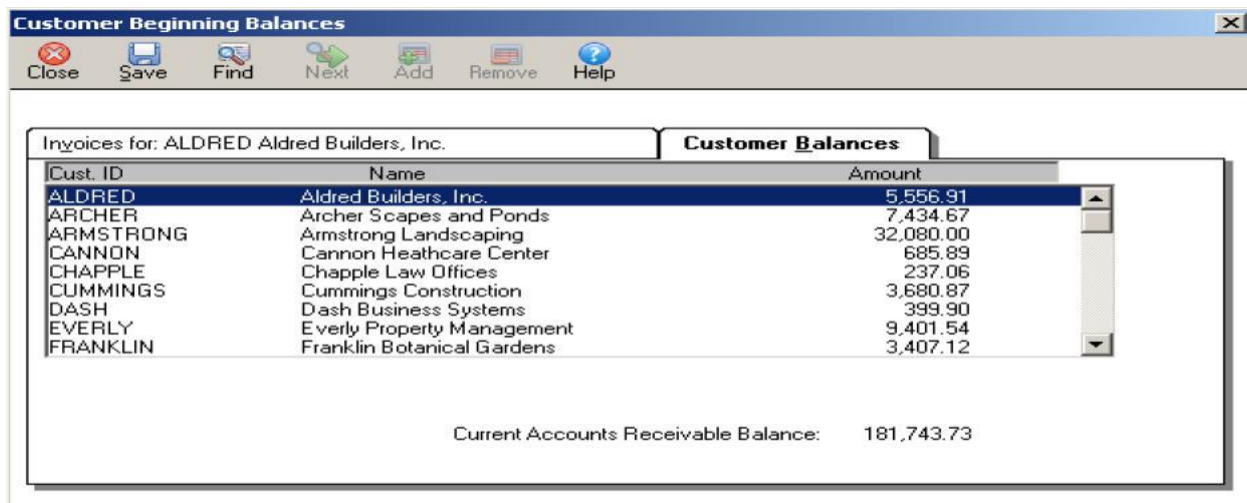 Customer Beginning Balances
Close Save Find Next Add Remove Help
Invoices for: ALDRED Aldred Builders, Inc. Customer Balances
Cust. ID Name Amount
ALDRED Aldred Builders, Inc. 5,556.91
ARCHER Archer Scapes and Ponds 7,434.67
ARMSTRONG Armstrong Landscaping 32,080.00
CANNON Cannon Heathcare Center 685.89
CHAPPLE Chapple Law Offices 237.06
CUMMINGS Cummings Construction 3,680.87
DASH Dash Business Systems 399.90
EVERLY Everly Property Management 9,401.54
FRANKLIN Franklin Botanical Gardens 3,407.12
Current Accounts Receivable Balance: 181,743.73